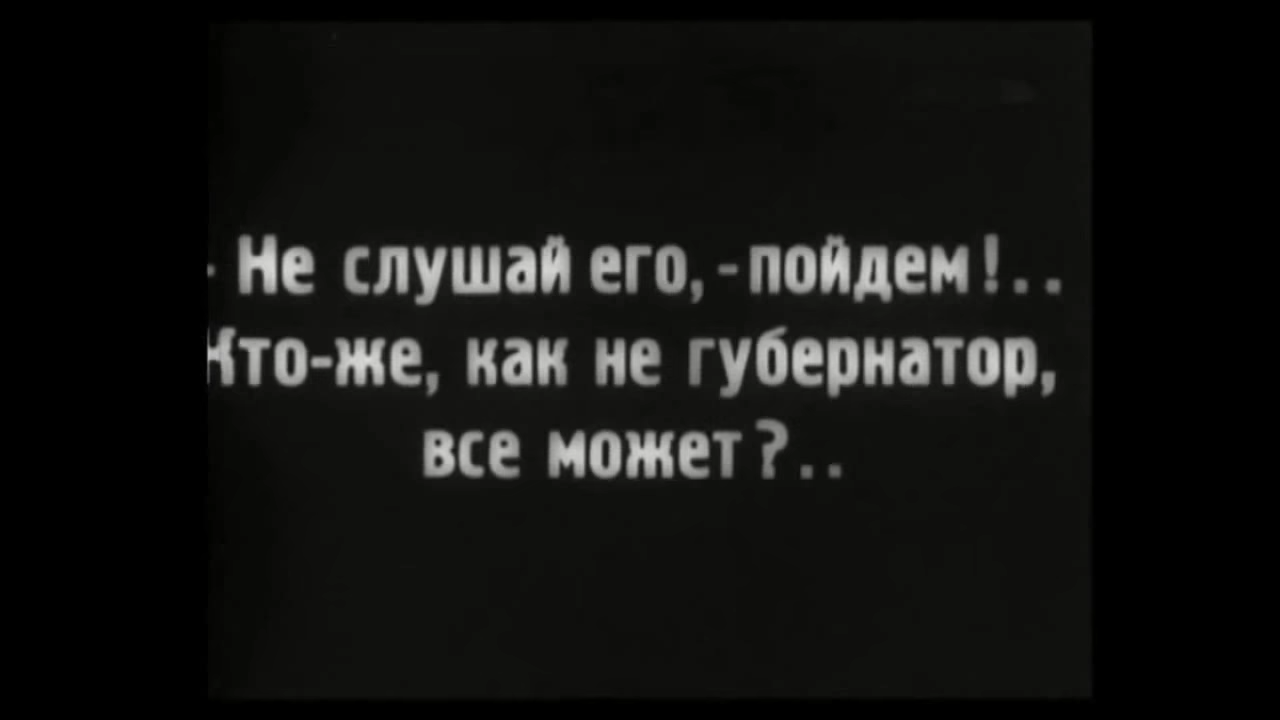 - Не слушай его, - пойдем!..
Кто-же, как не губернатор,
все может?..